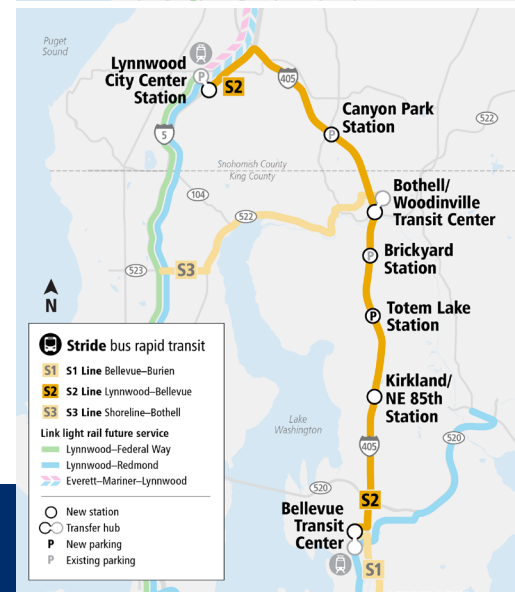 Puget
Sound
Lynnwood
City Center
Station
P
S2
405
Canyon Park
Station
P
522
5
Snohomish County
King County
Bothell/
Woodinville
Transit Center
104
522
P
Brickyard
Station
523
S3
N
P
Totem Lake
Station
Kirkland/
NE 85th
Station
Lake
Washington
405
520
520
S2
Bellevue
Transit
Center
S1
Stride bus rapid transit
S1 S1 Line Bellevue–Burien
S2 S2 Line Lynnwood–Bellevue
S3 S3 Line Shoreline–Bothell
Link light rail future service
Lynnwood–Federal Way
Lynnwood–Redmond
Everett–Mariner–Lynnwood
New station
Transfer hub
P New parking
P Existing parking